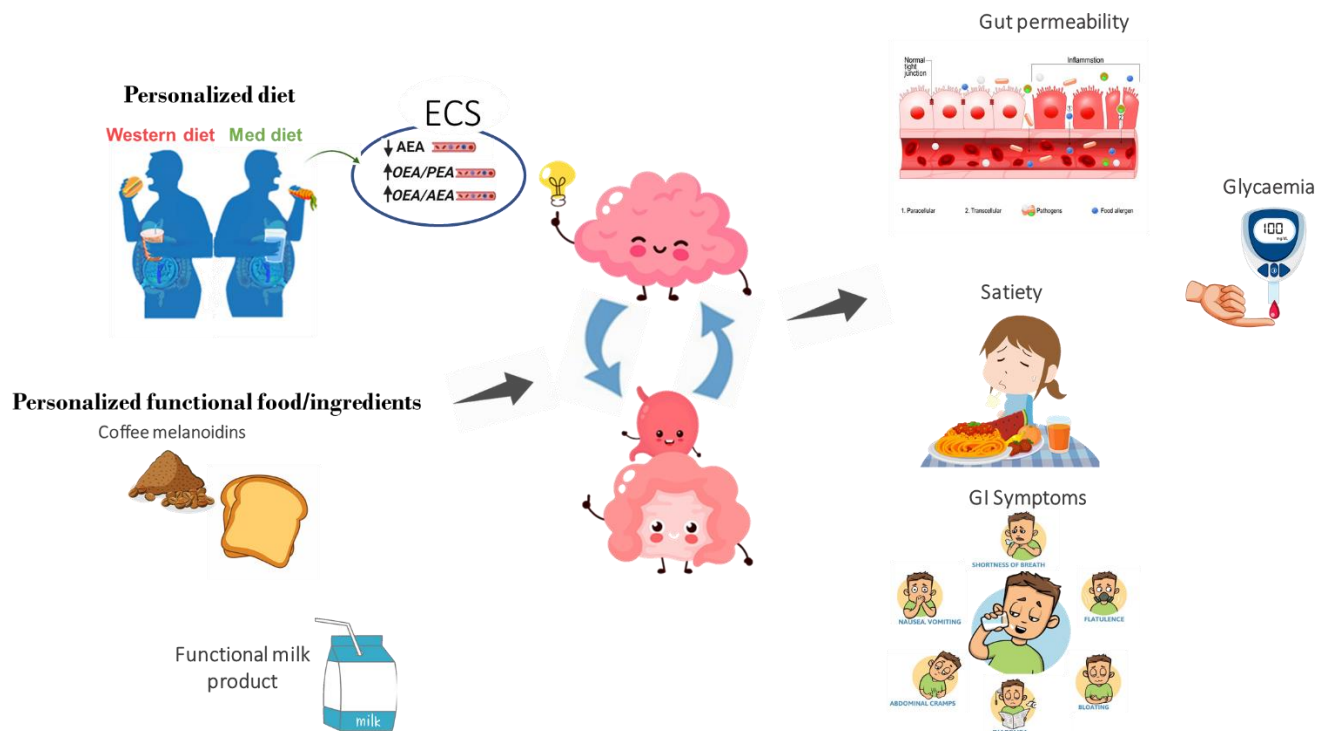 Personalized diet
Western diet Med diet
ECS
↓ AEA
↑OEA/PEA
↑OEA/AEA
Personalized functional food/ingredients
Coffee melanoidins
Functional milk
product
milk
Gut permeability
Normal
tight
junction
Inflammation
1. Paracellular 2. Transcellular Pathogens Food allergen
Glycaemia
100
mg/dL
Satiety
GI Symptoms
SHORTNESS OF BREATH
NAUSEA, VOMITING
FLATULENCE
ABDOMINAL CRAMPS
BLOATING